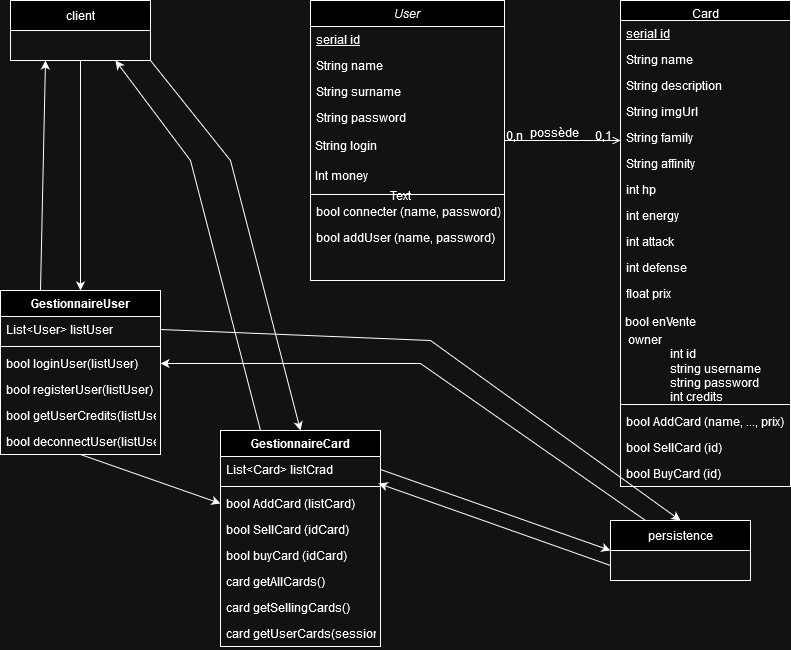 client
User
serial id
String name
String surname
String password
String login
Int money
Text
bool connecter (name, password)
bool addUser (name, password)
0,n possède 0,1
Card
serial id
String name
String description
String imgUrl
String family
String affinity
int hp
int energy
int attack
int defense
float prix
bool enVente
owner
int id
string username
string password
int credits
bool AddCard (name, ..., prix)
bool SellCard (id)
bool BuyCard (id)
GestionnaireUser
List<User> listUser
bool loginUser(listUser)
bool registerUser(listUser)
bool getUserCredits(listUse
bool deconnectUser(listUse
GestionnaireCard
List<Card> listCrad
bool AddCard (listCard)
bool SellCard (idCard)
bool buyCard (idCard)
card getAllCards()
card getSellingCards()
card getUserCards(session
persistence